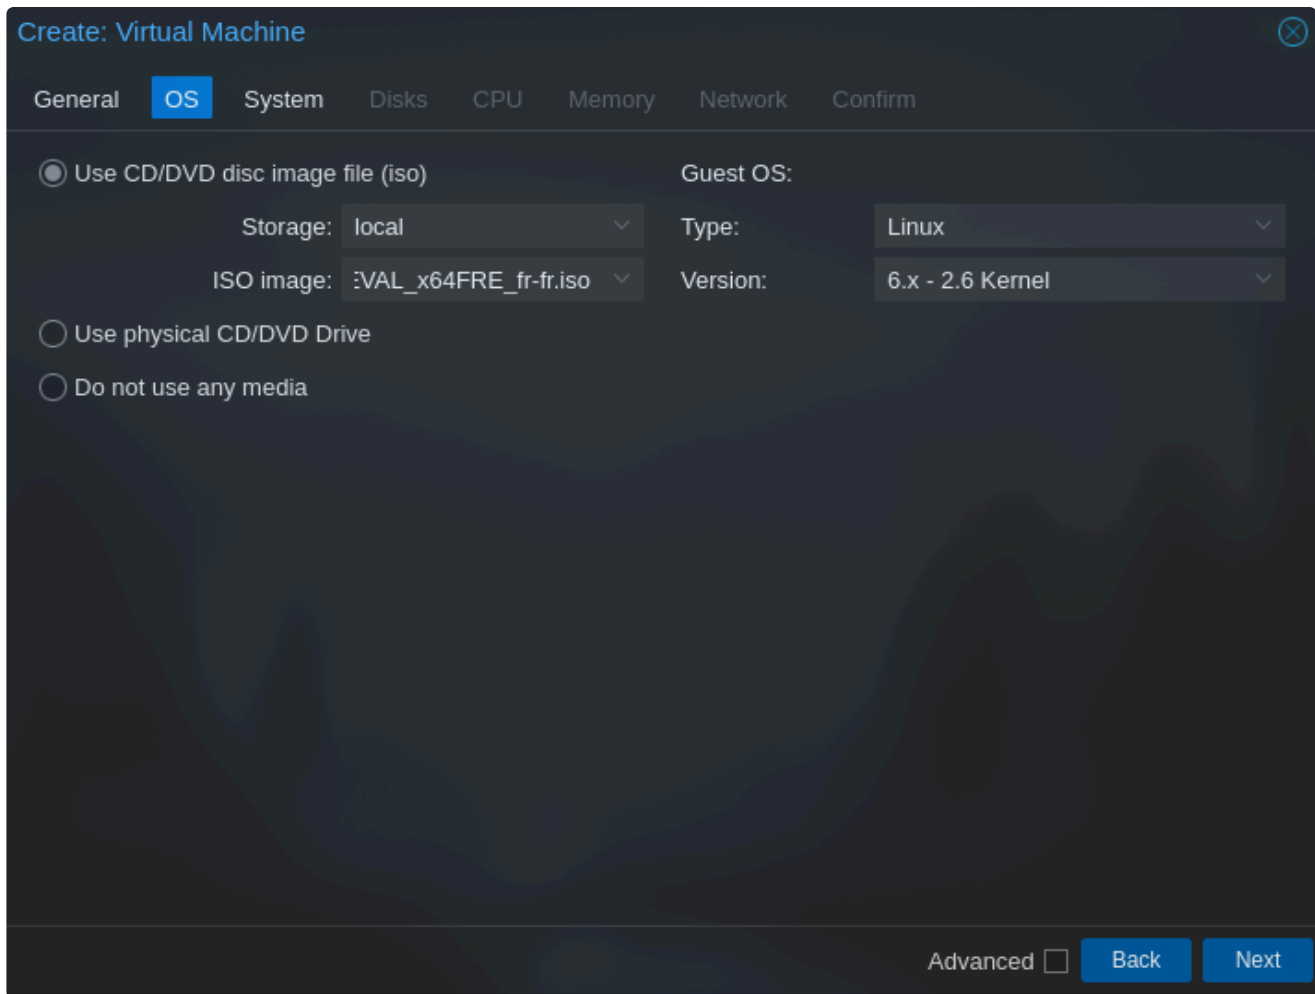 Create: Virtual Machine
General OS System Disks CPU Memory Network Confirm
Use CD/DVD disc image file (iso)
Storage: local
ISO image: EVAL_x64FRE_fr-fr.iso
Use physical CD/DVD Drive
Do not use any media
Guest OS:
Type: Linux
Version: 6.x - 2.6 Kernel
Advanced Back Next